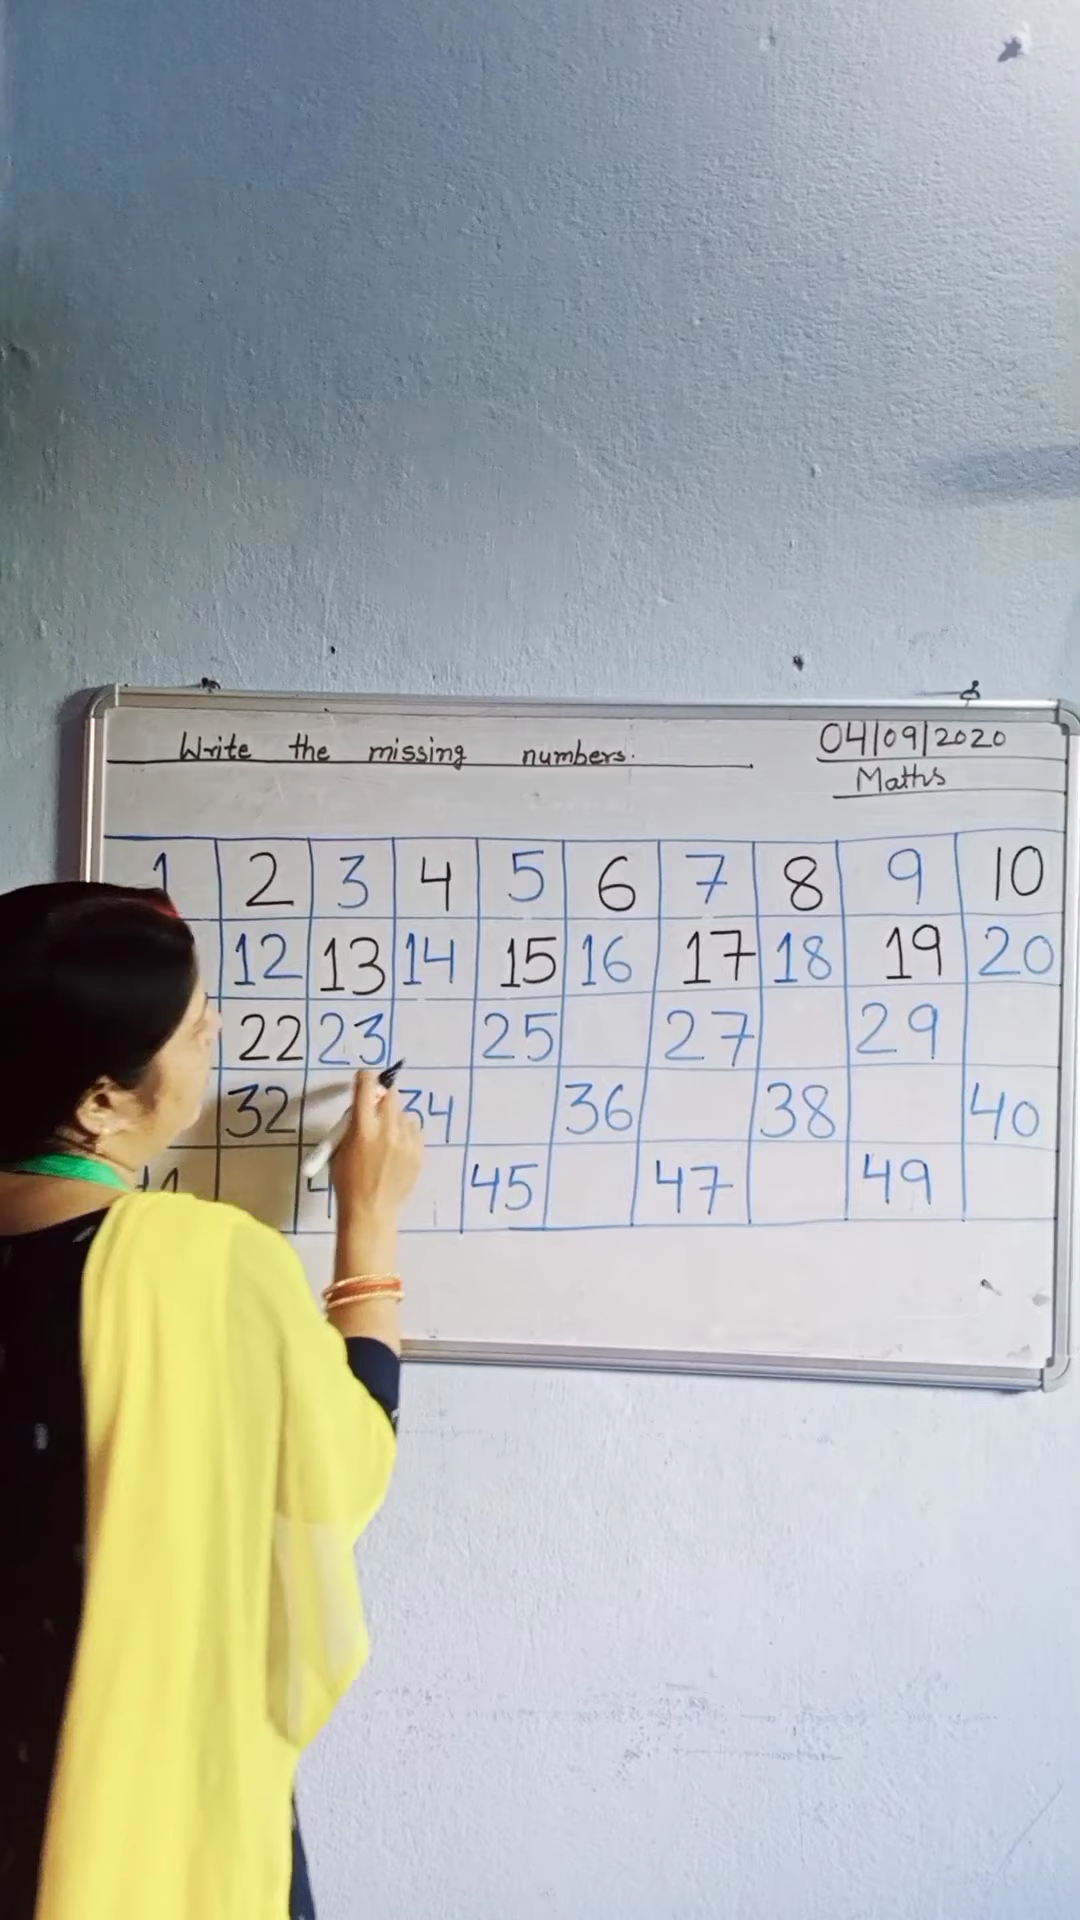 Write the missing numbers.
04/09/2020
Maths
1 2 3 4 5 6 7 8 9 10
12 13 14 15 16 17 18 19 20
22 23 25 27 29
32 34 36 38 40
45 47 49